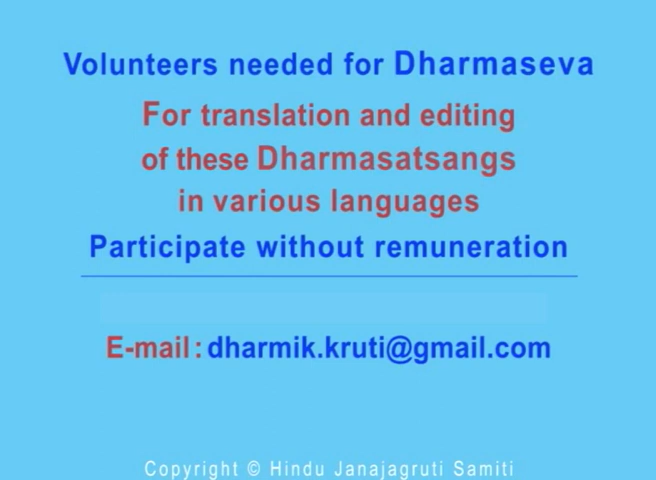 Volunteers needed for Dharmaseva
For translation and editing
of these Dharmasatsangs
in various languages
Participate without remuneration
E-mail : dharmik.kruti@gmail.com
Copyright © Hindu Janajagruti Samiti